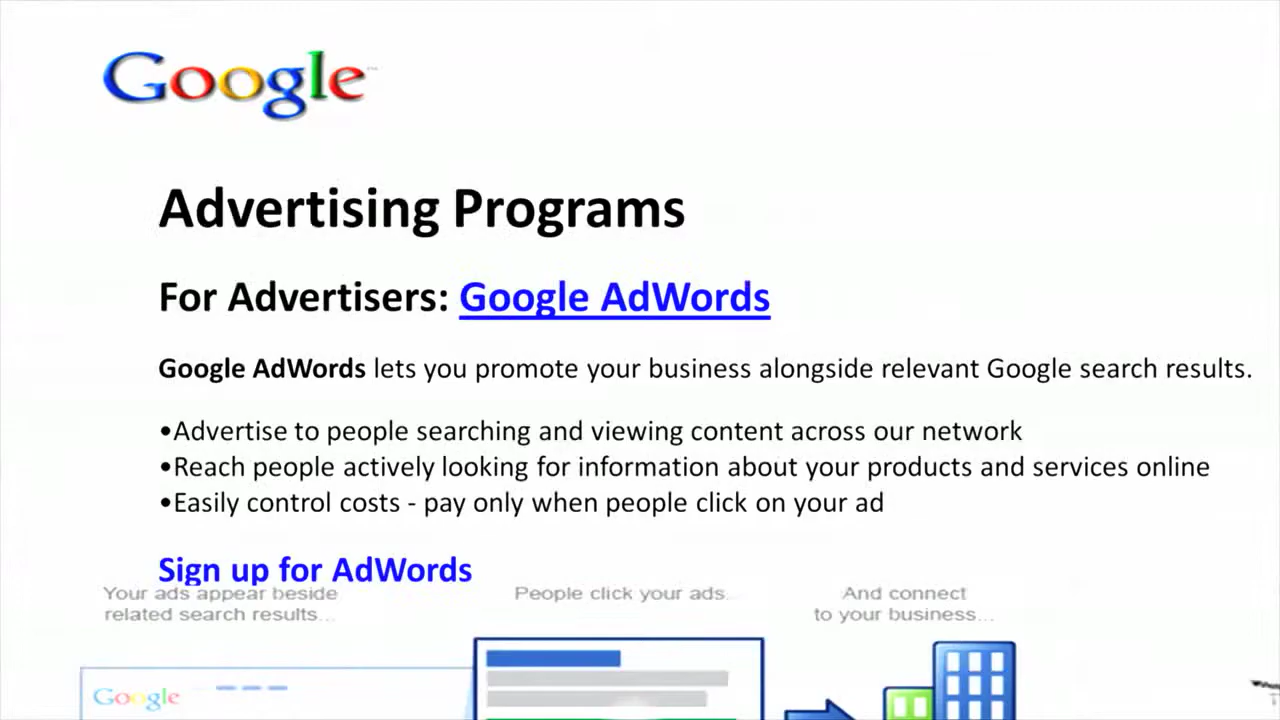 Google™
Advertising Programs
For Advertisers: Google AdWords
Google AdWords lets you promote your business alongside relevant Google search results.
•Advertise to people searching and viewing content across our network
•Reach people actively looking for information about your products and services online
•Easily control costs - pay only when people click on your ad
Sign up for AdWords
Your ads appear beside
related search results...
People click your ads...
And connect
to your business...
Google